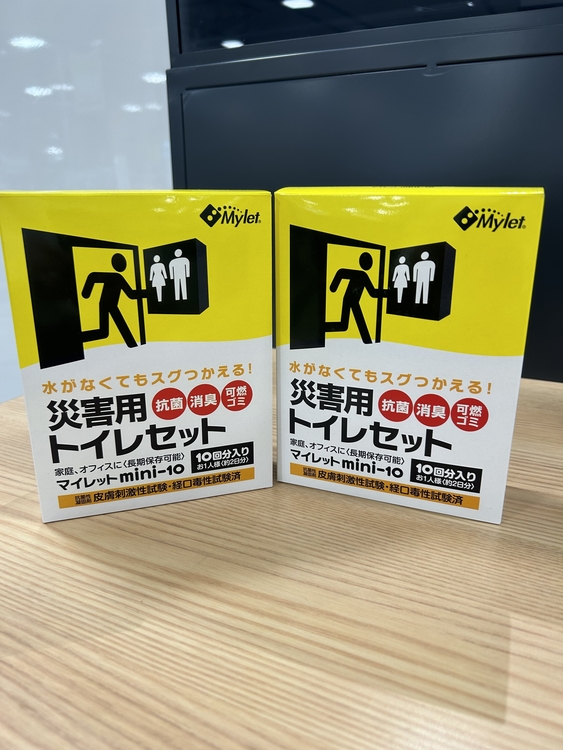 Mylet
水がなくてもスグつかえる!
災害用
抗菌
消臭
可燃
ゴミ
トイレセット
家庭、オフィスに〈長期保存可能〉
マイレット mini-10
10回分入り
お1人様〈約2日分〉
皮膚刺激性試験・経口毒性試験済
Mylet
水がなくてもスグつかえる!
災害用
抗菌
消臭
可燃
ゴミ
トイレセット
家庭、オフィスに〈長期保存可能〉
マイレット mini-10
10回分入り
お1人様〈約2日分〉
皮膚刺激性試験・経口毒性試験済